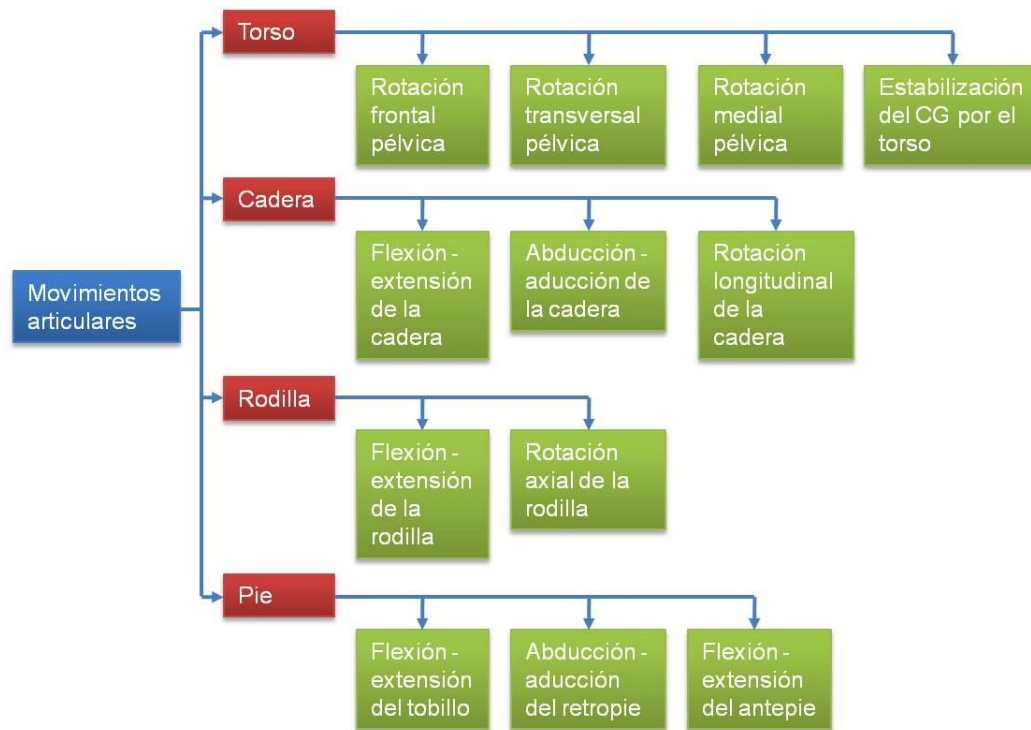 Torso
Rotación
frontal
pélvica
Rotación
transversal
pélvica
Rotación
medial
pélvica
Estabilización
del CG por el
torso
Cadera
Flexión -
extensión
de la
cadera
Abducción -
aducción de
la cadera
Rotación
longitudinal
de la
cadera
Movimientos
articulares
Rodilla
Flexión -
extensión
de la
rodilla
Rotación
axial de la
rodilla
Pie
Flexión -
extensión
del tobillo
Abducción -
aducción
del retropie
Flexión -
extensión
del antepie